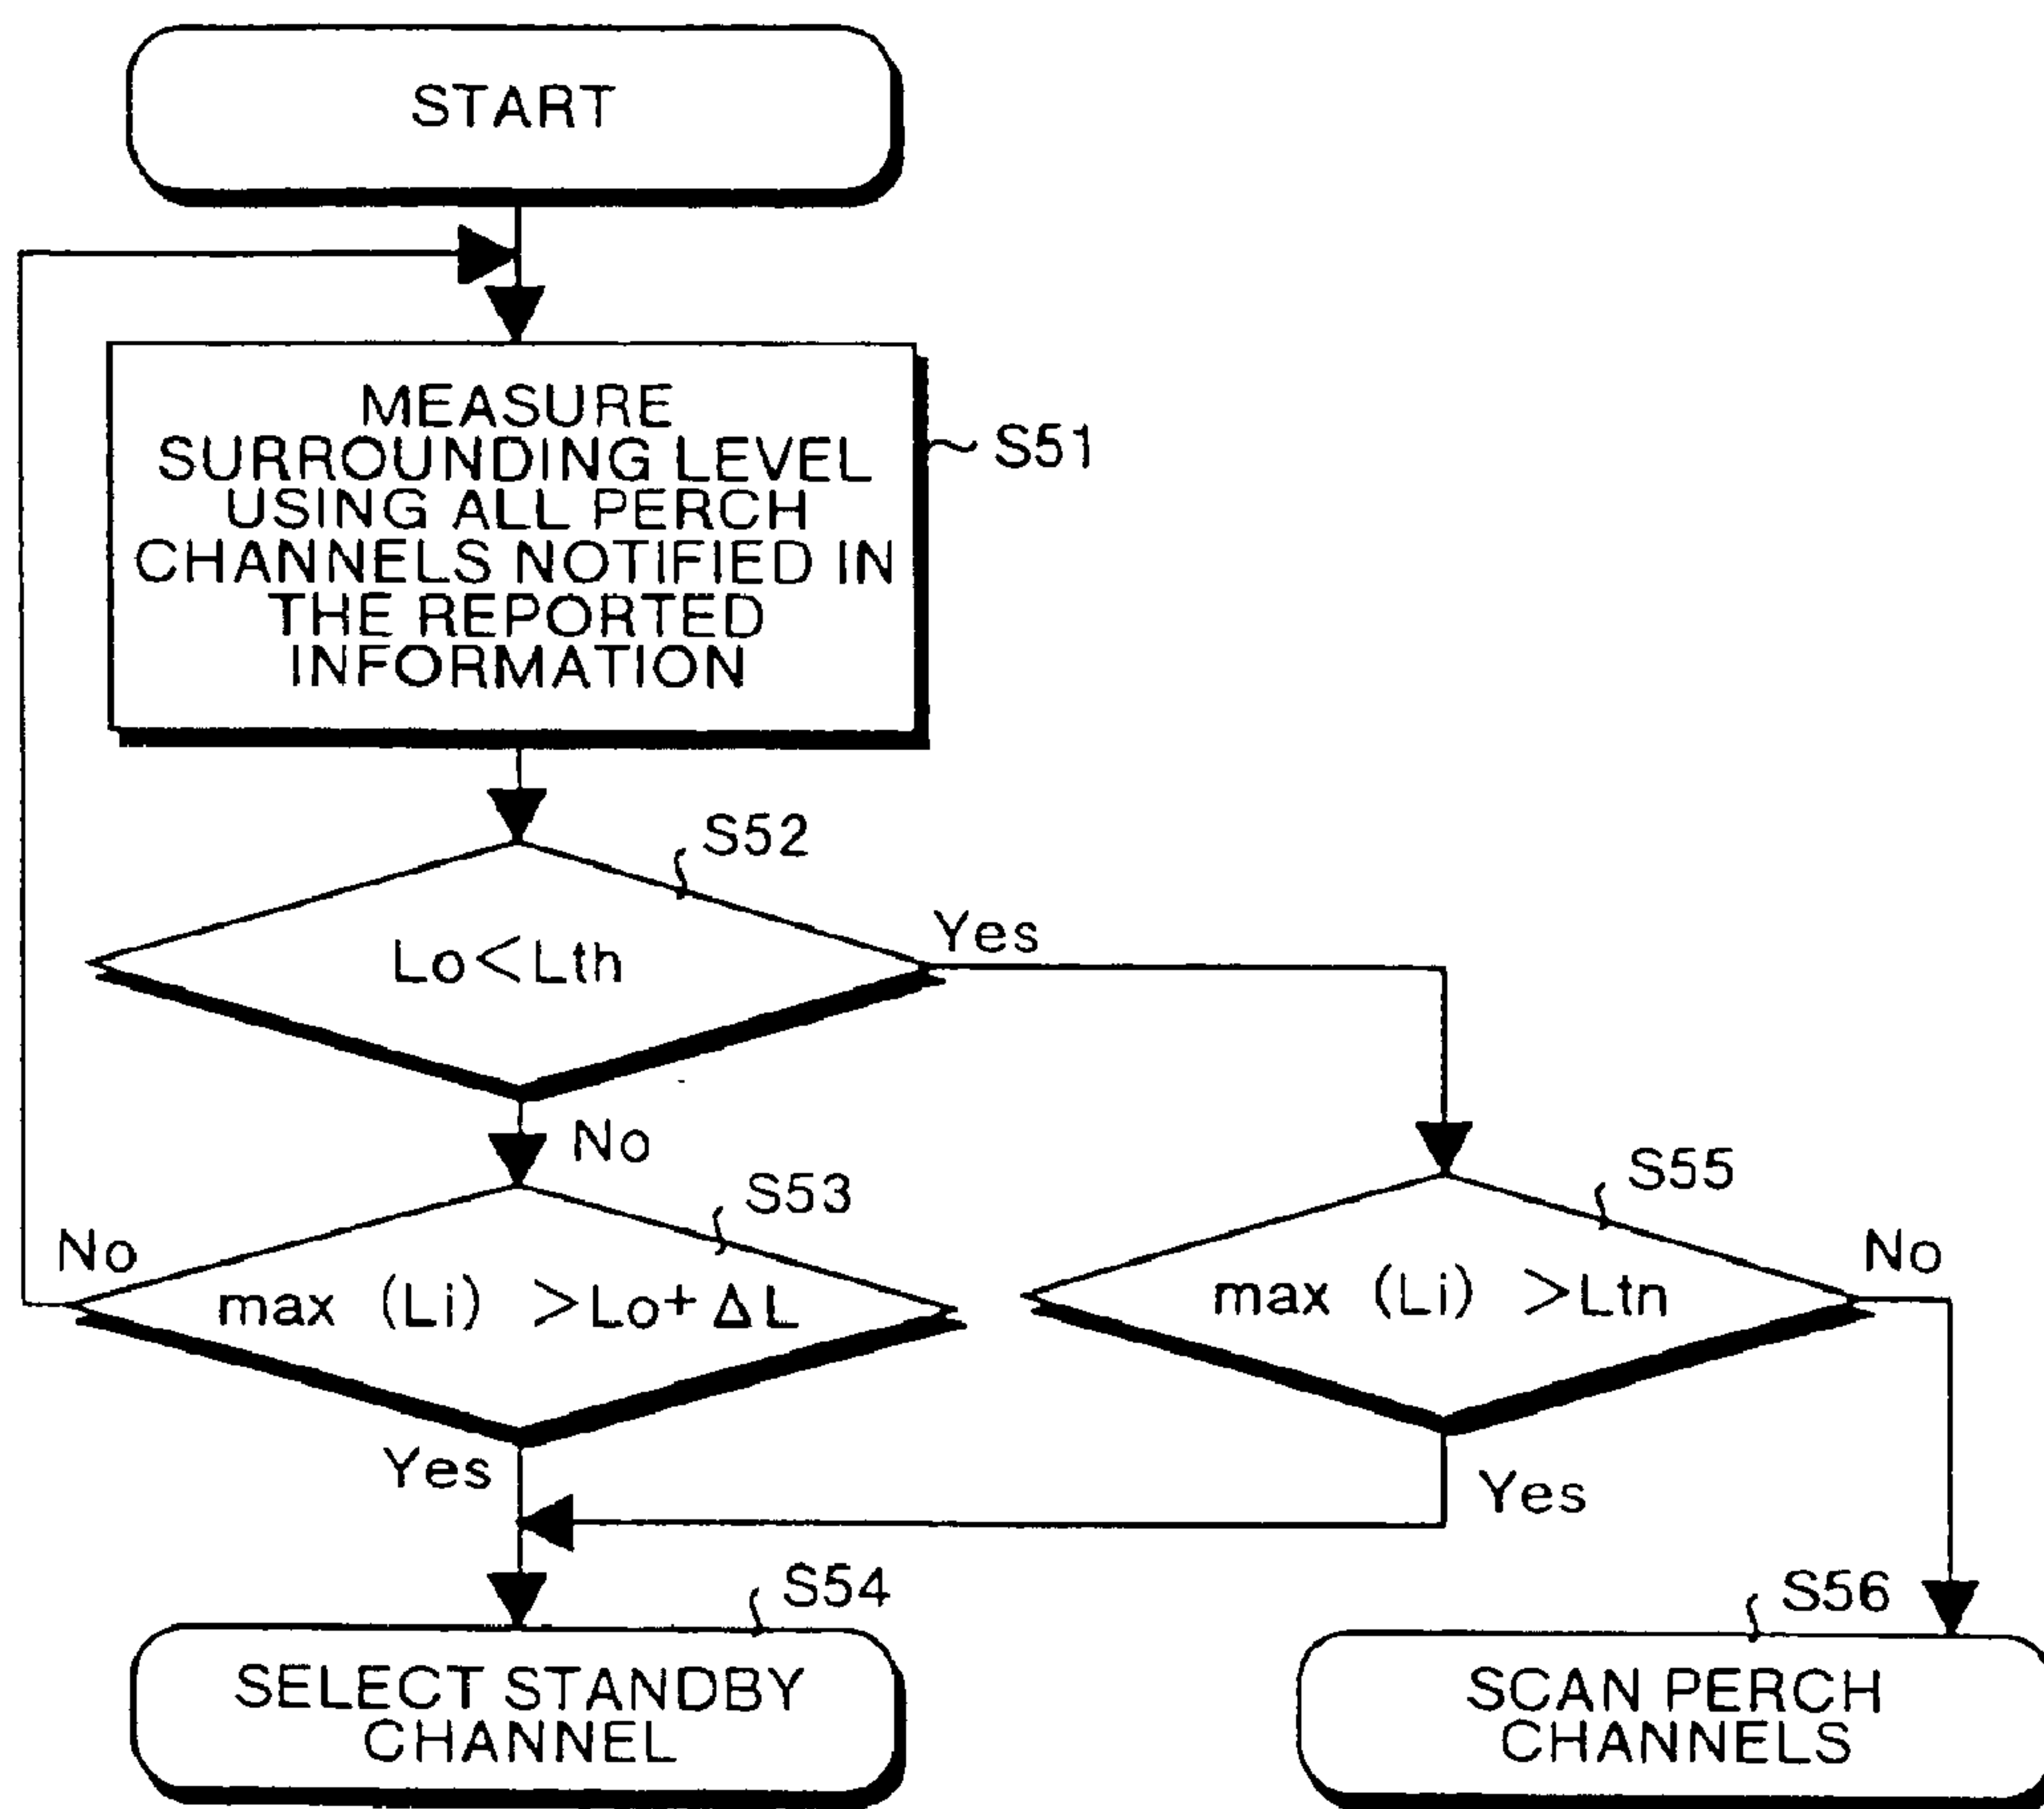 START
MEASURE
SURROUNDING LEVEL
USING ALL PERCH
CHANNELS NOTIFIED IN
THE REPORTED
INFORMATION
S51
S52
Lo<Lth
Yes
No
S53
max (Li) >Lo+ΔL
No
Yes
S55
max (Li) >Ltn
No
Yes
S54
SELECT STANDBY
CHANNEL
S56
SCAN PERCH
CHANNELS